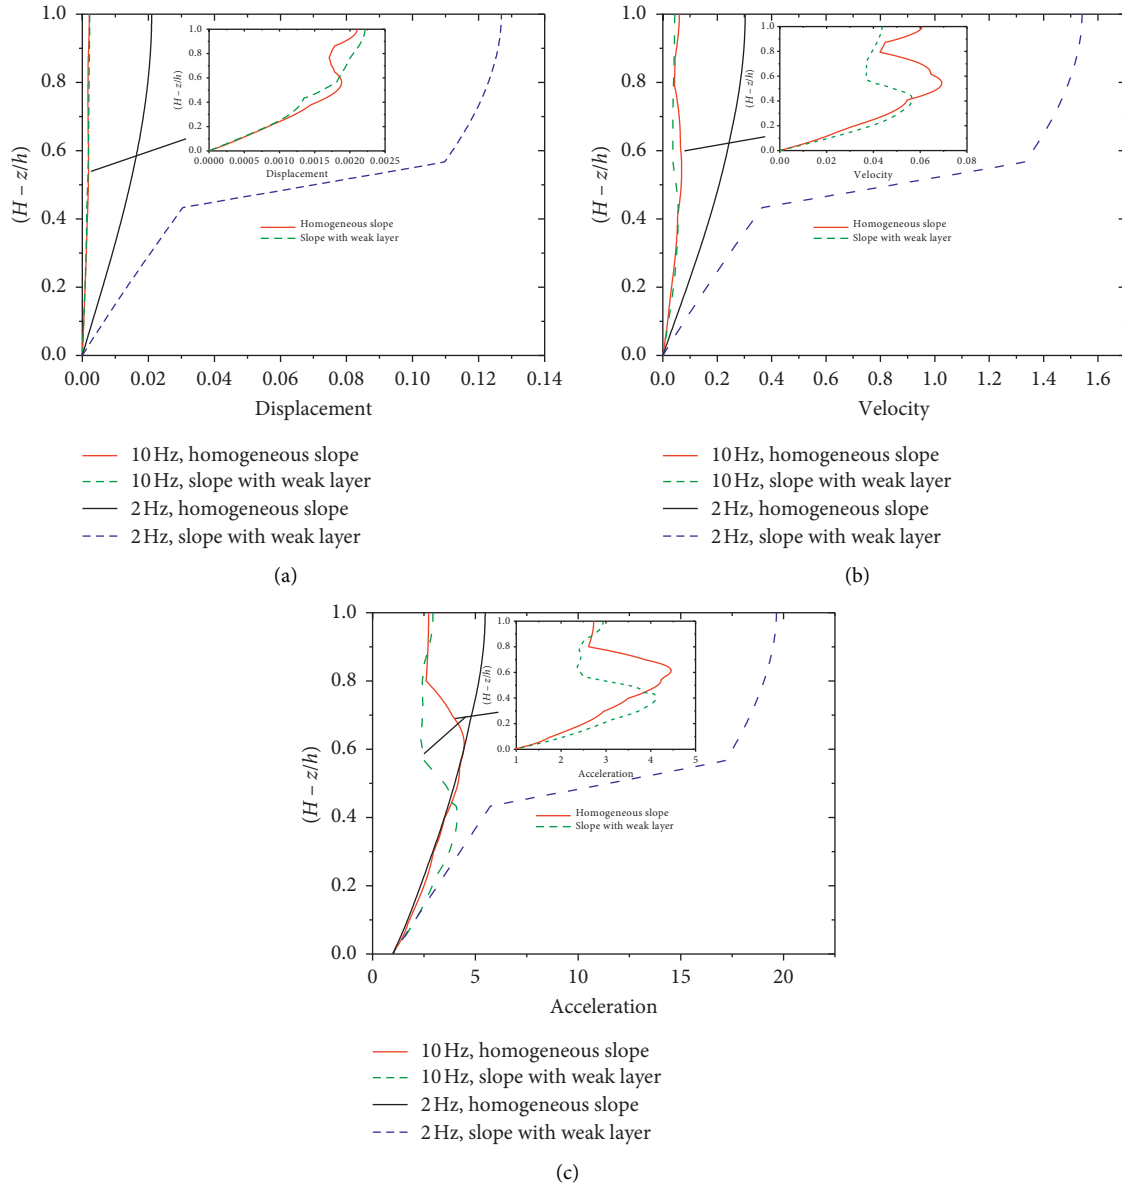 1.0
0.8
0.6
0.4
0.2
0.0
(H – z/h)
0.00 0.02 0.04 0.06 0.08 0.10 0.12 0.14
Displacement
1.0
0.8
0.6
0.4
0.2
0.0
(H – z/h)
0.0000 0.0005 0.0010 0.0015 0.0020 0.0025
Displacement
Homogeneous slope
Slope with weak layer
10 Hz, homogeneous slope
10 Hz, slope with weak layer
2 Hz, homogeneous slope
2 Hz, slope with weak layer
(a)
1.0
0.8
0.6
0.4
0.2
0.0
(H – z/h)
0.0 0.2 0.4 0.6 0.8 1.0 1.2 1.4 1.6
Velocity
1.0
0.8
0.6
0.4
0.2
0.0
(H – z/h)
0.00 0.02 0.04 0.06 0.08
Velocity
Homogeneous slope
Slope with weak layer
10 Hz, homogeneous slope
10 Hz, slope with weak layer
2 Hz, homogeneous slope
2 Hz, slope with weak layer
(b)
1.0
0.8
0.6
0.4
0.2
0.0
(H – z/h)
0 5 10 15 20
Acceleration
1.0
0.8
0.6
0.4
0.2
0.0
(H – z/h)
1 2 3 4 5
Acceleration
Homogeneous slope
Slope with weak layer
10 Hz, homogeneous slope
10 Hz, slope with weak layer
2 Hz, homogeneous slope
2 Hz, slope with weak layer
(c)